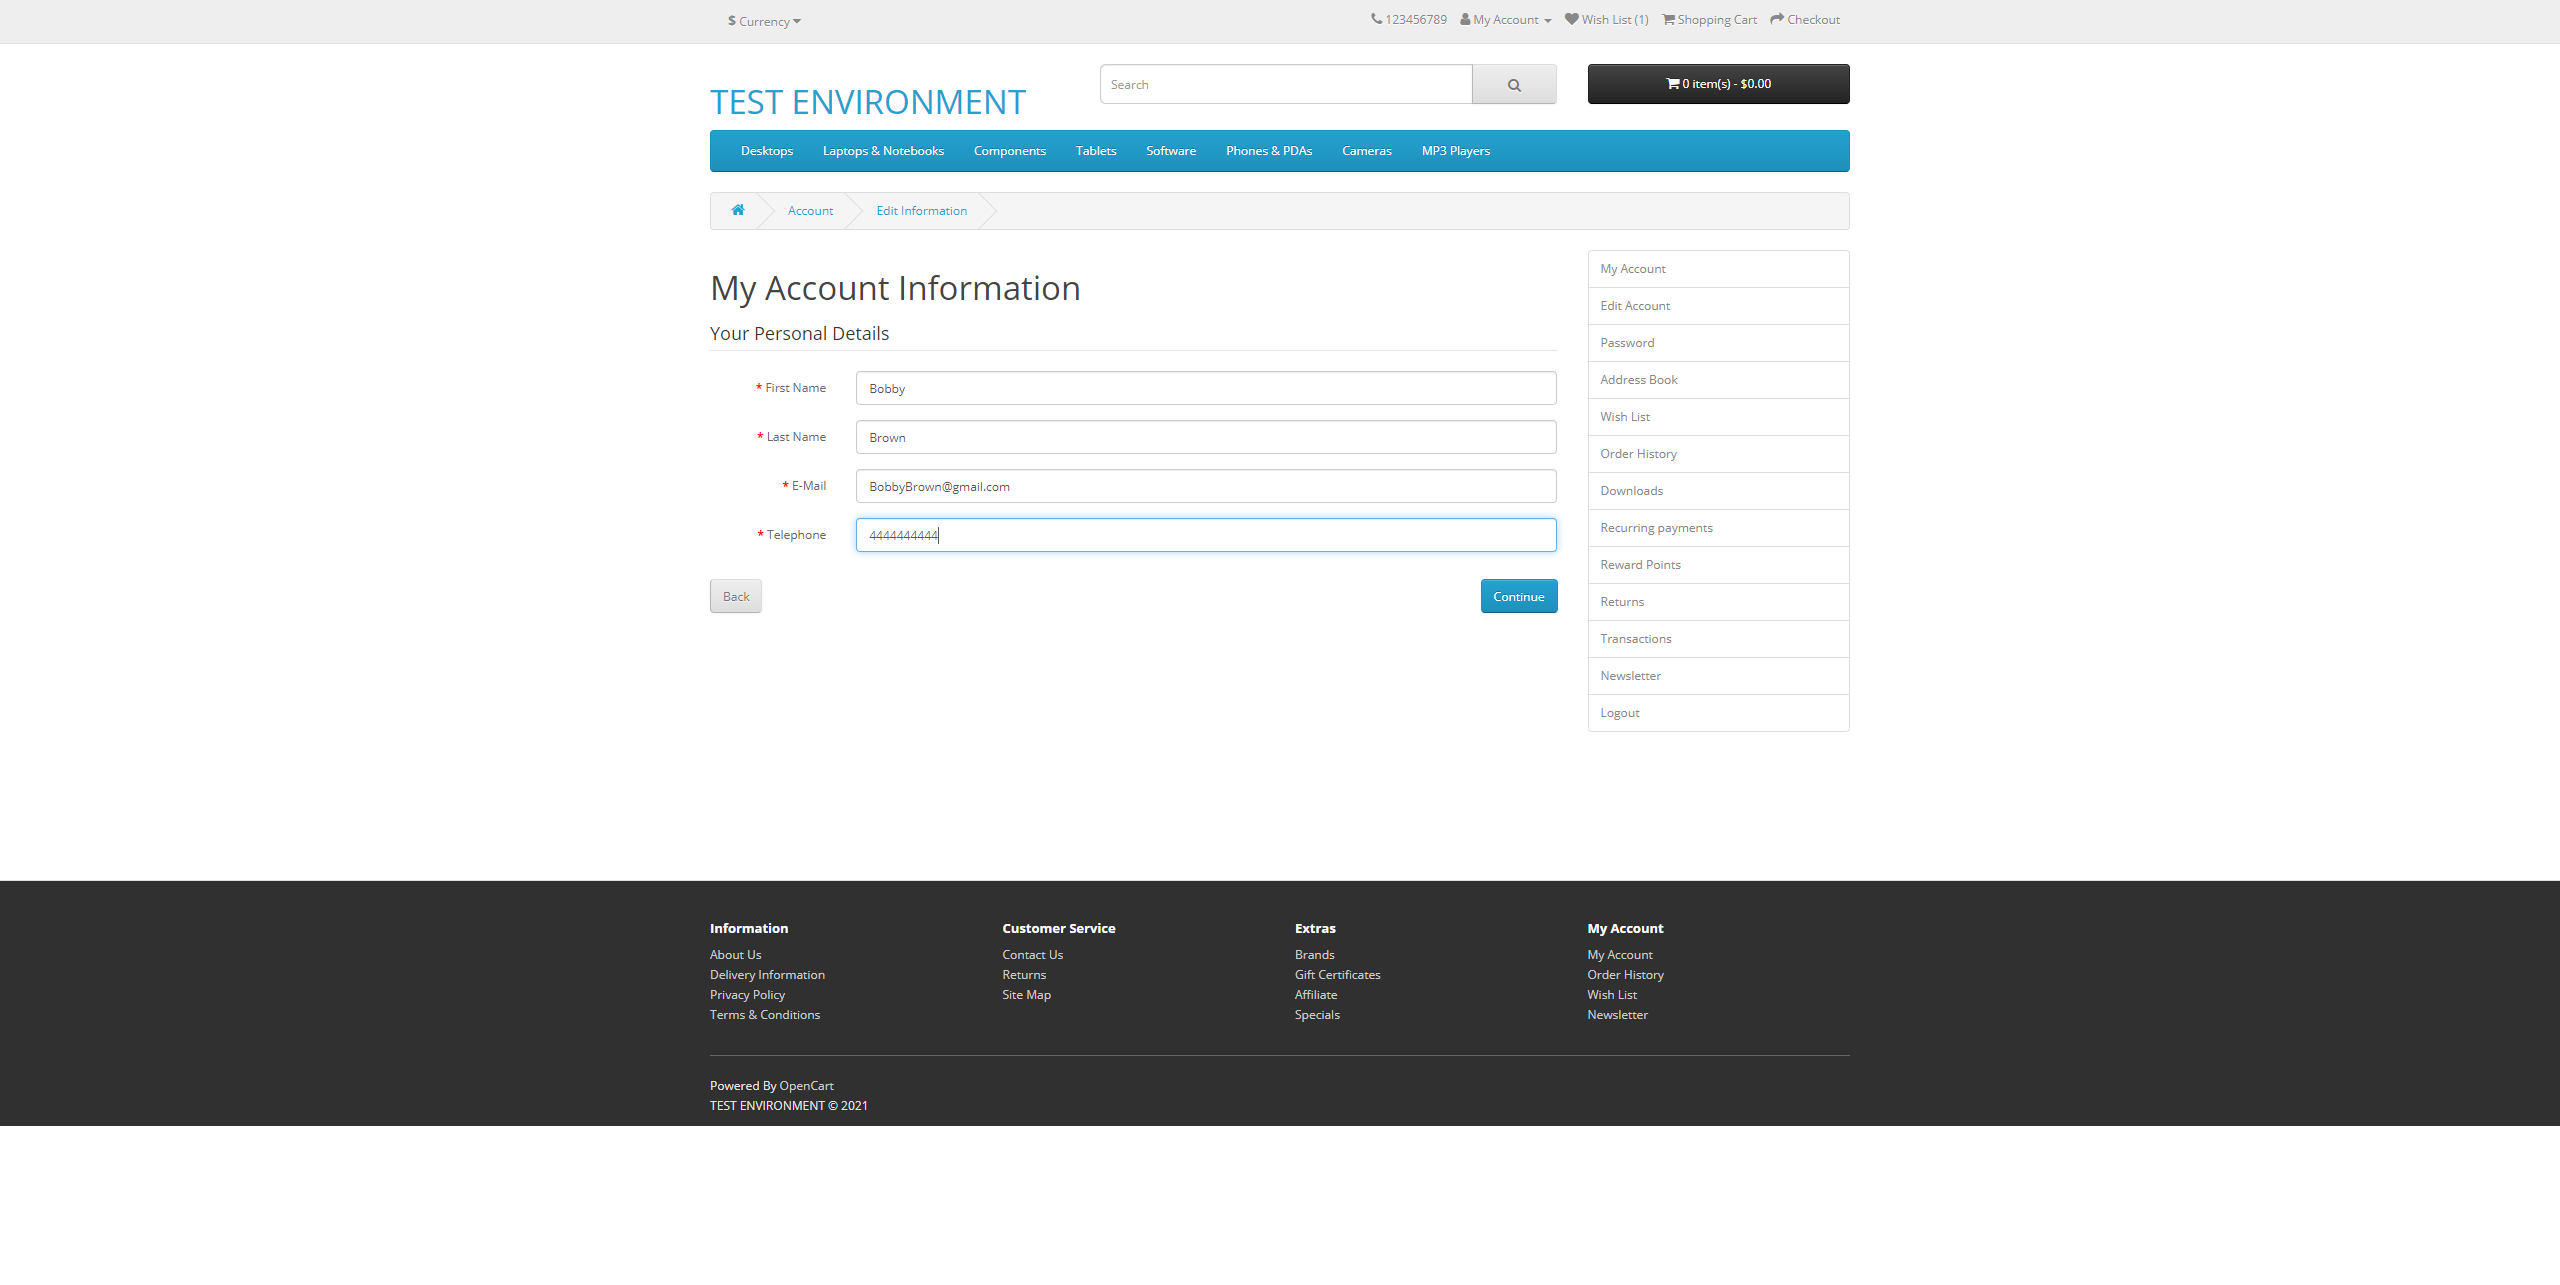 $ Currency
123456789 My Account Wish List (1) Shopping Cart Checkout
TEST ENVIRONMENT
Search
0 item(s) - $0.00
Desktops Laptops & Notebooks Components Tablets Software Phones & PDAs Cameras MP3 Players
Account Edit Information
My Account Information
Your Personal Details
* First Name Bobby
* Last Name Brown
* E-Mail BobbyBrown@gmail.com
* Telephone 4444444444
Back Continue
My Account
Edit Account
Password
Address Book
Wish List
Order History
Downloads
Recurring payments
Reward Points
Returns
Transactions
Newsletter
Logout
Information
About Us
Delivery Information
Privacy Policy
Terms & Conditions
Customer Service
Contact Us
Returns
Site Map
Extras
Brands
Gift Certificates
Affiliate
Specials
My Account
My Account
Order History
Wish List
Newsletter
Powered By OpenCart
TEST ENVIRONMENT © 2021